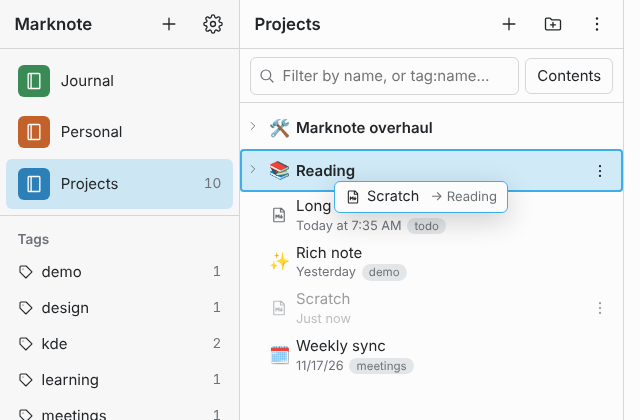 Marknote
Journal
Personal
Projects 10
Tags
demo 1
design 1
kde 2
learning 1
meetings 1
Projects
Filter by name, or tag:name...
Contents
Marknote overhaul
Reading
Scratch → Reading
Long
Today at 7:35 AM todo
Rich note
Yesterday demo
Scratch
Just now
Weekly sync
11/17/26 meetings